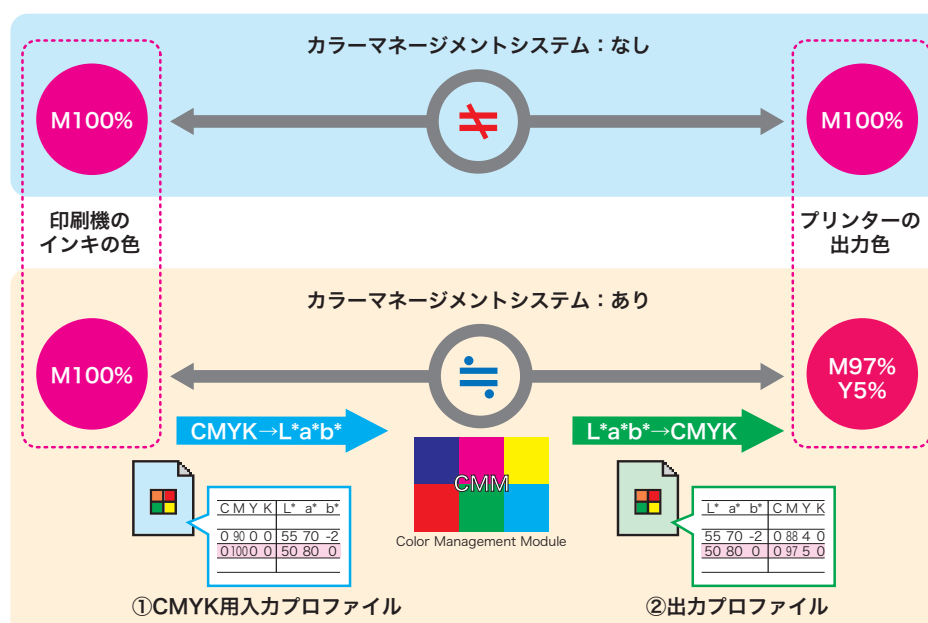 カラーマネージメントシステム：なし
M100%
≠
M100%
印刷機の
インキの色
プリンターの
出力色
カラーマネージメントシステム：あり
M100%
≒
M97%
Y5%
CMYK→L*a*b*
L*a*b*→CMYK
CMM
Color Management Module
C M Y K L* a* b*
0 90 0 0 55 70 -2
0 100 0 0 50 80 0
L* a* b* C M Y K
55 70 -2 0 88 4 0
50 80 0 0 97 5 0
①CMYK用入力プロファイル
②出力プロファイル